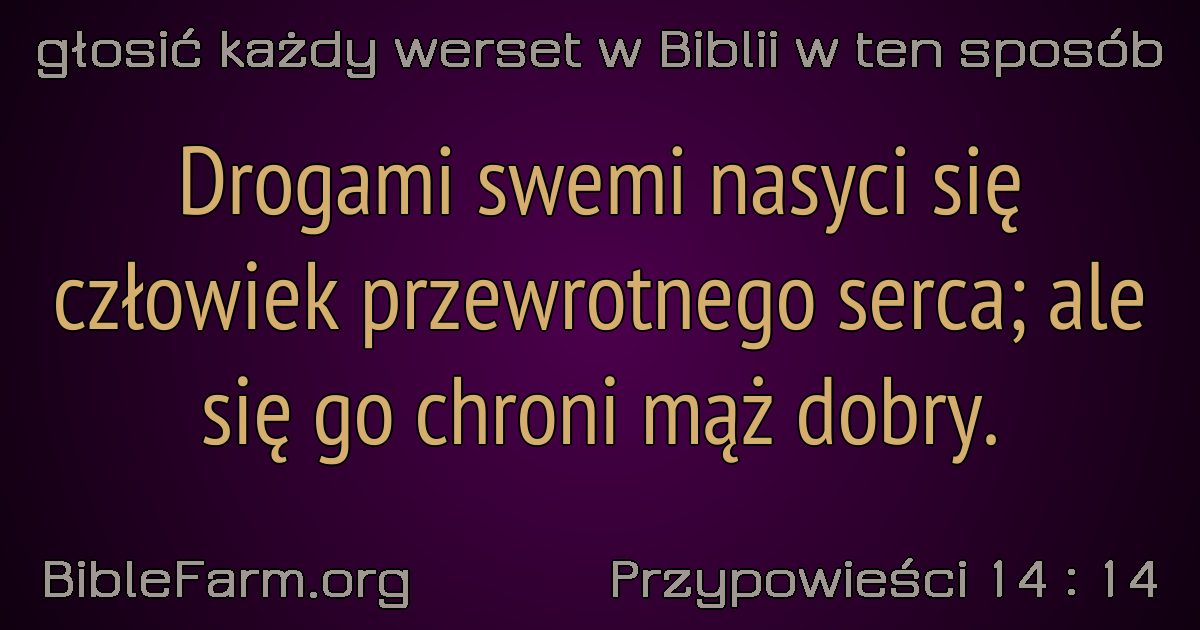 głosić każdy werset w Biblii w ten sposób
Drogami swemi nasyci się
człowiek przewrotnego serca; ale
się go chroni mąż dobry.
BibleFarm.org
Przypowieści 14 : 14